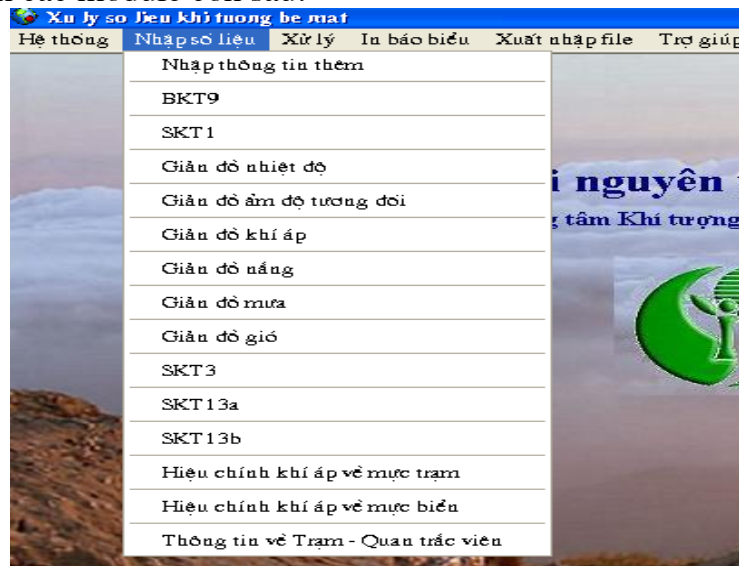 các module con sau:
Xu ly so lieu khi tuong be mat
Hệ thống Nhập số liệu Xử lý In báo biểu Xuất nhập file Trợ giúp
Nhập thông tin thêm
BKT9
SKT1
Giản đồ nhiệt độ
Giản đồ ẩm độ tương đối
i nguyên
Giản đồ khí áp
tâm Khí tượng
Giản đồ nắng
Giản đồ mưa
Giản đồ gió
SKT3
SKT13a
SKT13b
Hiệu chính khí áp về mực trạm
Hiệu chính khí áp về mực biển
Thông tin về Trạm - Quan trắc viên